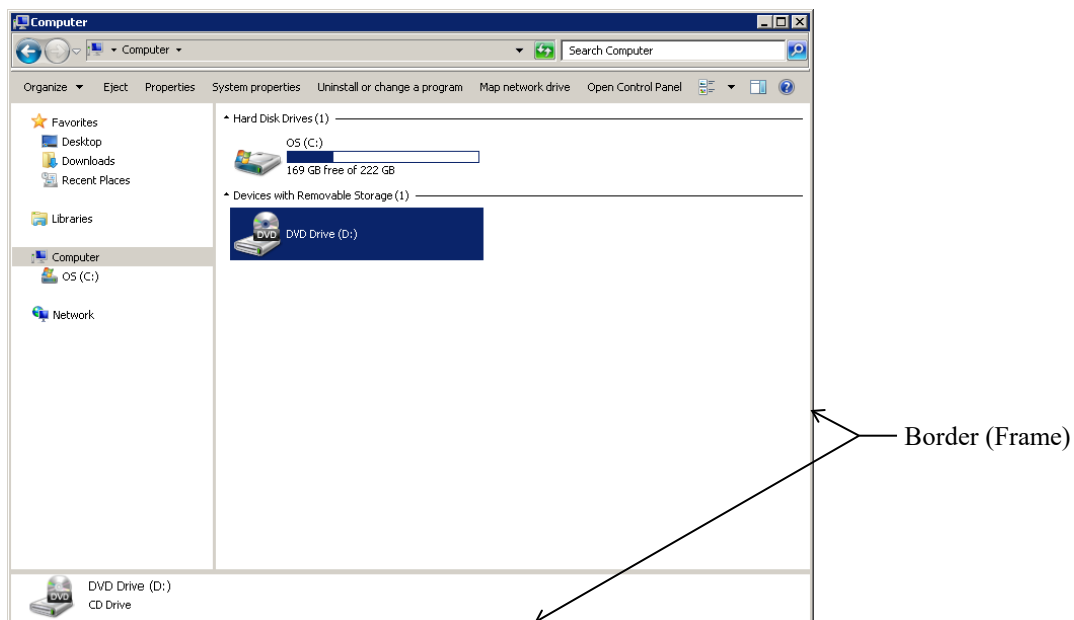 Computer
Computer
Search Computer
Organize Eject Properties System properties Uninstall or change a program Map network drive Open Control Panel
Favorites
Desktop
Downloads
Recent Places
Libraries
Computer
OS (C:)
Network
Hard Disk Drives (1)
OS (C:)
169 GB free of 222 GB
Devices with Removable Storage (1)
DVD
DVD Drive (D:)
Border (Frame)
DVD
DVD Drive (D:)
CD Drive